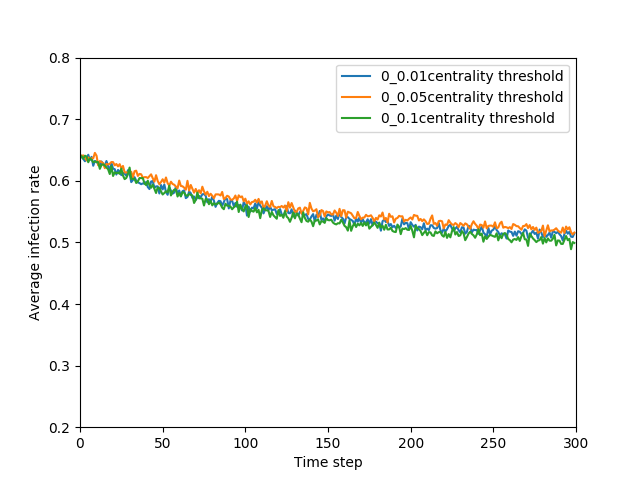 0_0.01centrality threshold
0_0.05centrality threshold
0_0.1centrality threshold
Average infection rate
0.8
0.7
0.6
0.5
0.4
0.3
0.2
0 50 100 150 200 250 300
Time step